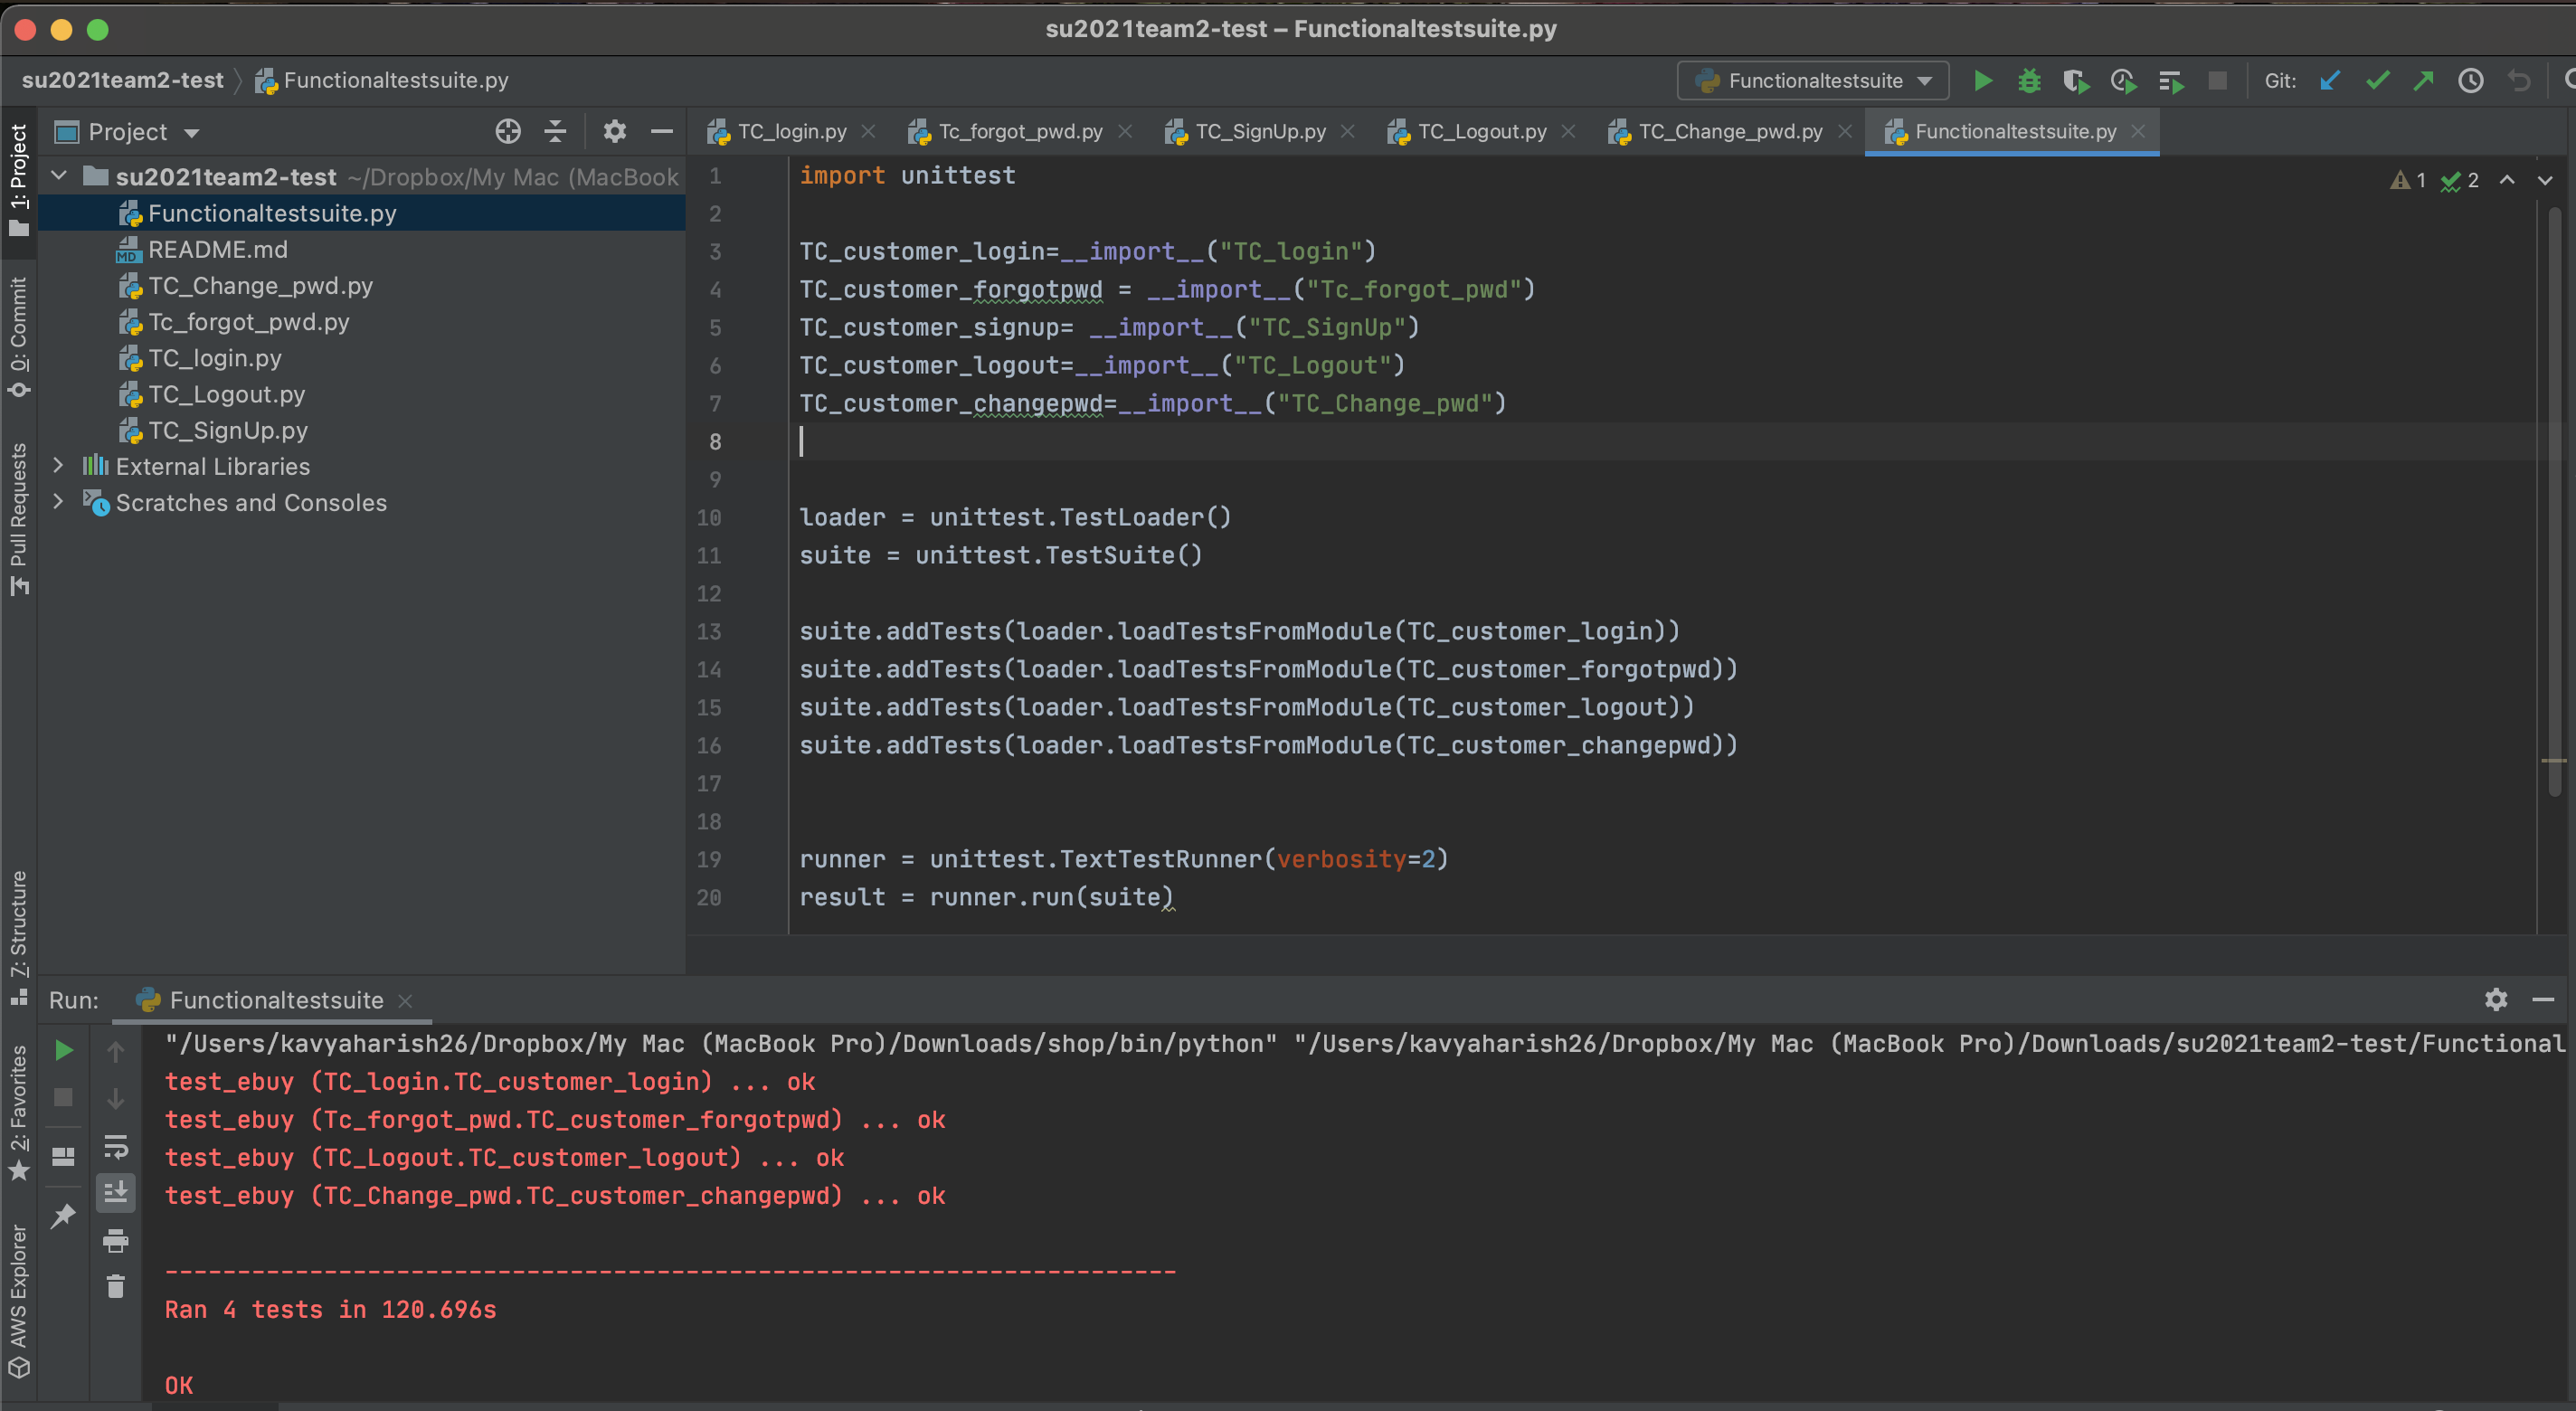 su2021team2-test – Functionaltestsuite.py
su2021team2-test Functionaltestsuite.py Functionaltestsuite Git:
1: Project
0: Commit
Pull Requests
7: Structure
2: Favorites
AWS Explorer
Project
su2021team2-test ~/Dropbox/My Mac (MacBook
Functionaltestsuite.py
MD README.md
TC_Change_pwd.py
Tc_forgot_pwd.py
TC_login.py
TC_Logout.py
TC_SignUp.py
External Libraries
Scratches and Consoles
TC_login.py Tc_forgot_pwd.py TC_SignUp.py TC_Logout.py TC_Change_pwd.py Functionaltestsuite.py
1 2
1 import unittest
2
3 TC_customer_login=__import__("TC_login")
4 TC_customer_forgotpwd = __import__("Tc_forgot_pwd")
5 TC_customer_signup= __import__("TC_SignUp")
6 TC_customer_logout=__import__("TC_Logout")
7 TC_customer_changepwd=__import__("TC_Change_pwd")
8
9
10 loader = unittest.TestLoader()
11 suite = unittest.TestSuite()
12
13 suite.addTests(loader.loadTestsFromModule(TC_customer_login))
14 suite.addTests(loader.loadTestsFromModule(TC_customer_forgotpwd))
15 suite.addTests(loader.loadTestsFromModule(TC_customer_logout))
16 suite.addTests(loader.loadTestsFromModule(TC_customer_changepwd))
17
18
19 runner = unittest.TextTestRunner(verbosity=2)
20 result = runner.run(suite)
Run: Functionaltestsuite
"/Users/kavyaharish26/Dropbox/My Mac (MacBook Pro)/Downloads/shop/bin/python" "/Users/kavyaharish26/Dropbox/My Mac (MacBook Pro)/Downloads/su2021team2-test/Functional
test_ebuy (TC_login.TC_customer_login) ... ok
test_ebuy (Tc_forgot_pwd.TC_customer_forgotpwd) ... ok
test_ebuy (TC_Logout.TC_customer_logout) ... ok
test_ebuy (TC_Change_pwd.TC_customer_changepwd) ... ok
----------------------------------------------------------------------
Ran 4 tests in 120.696s
OK